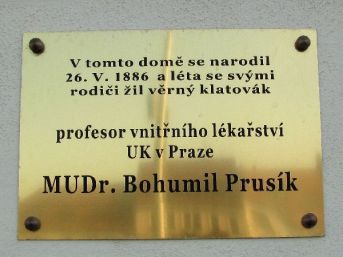 V tomto domě se narodil
26. V. 1886 a léta se svými
rodiči žil věrný klatovák
profesor vnitřního lékařství
UK v Praze
MUDr. Bohumil Prusík